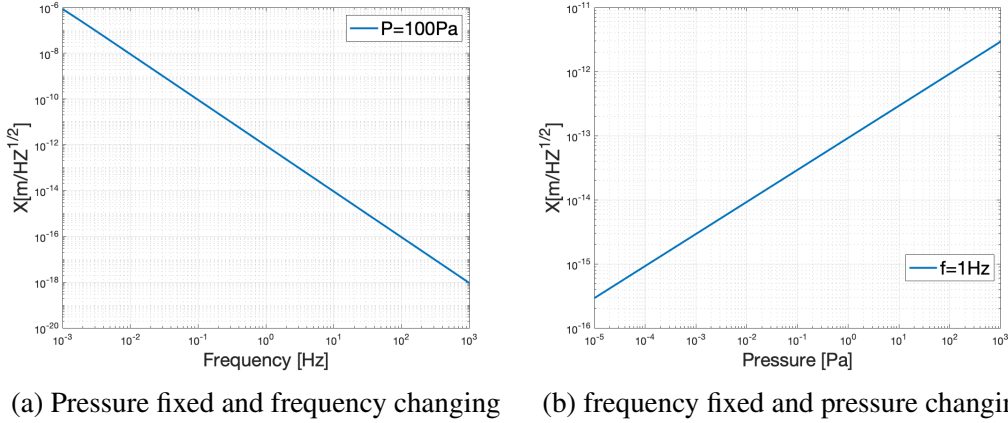 10^-6
10^-8
10^-10
10^-12
10^-14
10^-16
10^-18
10^-20
X[m/HZ^1/2]
P=100Pa
10^-3 10^-2 10^-1 10^0 10^1 10^2 10^3
Frequency [Hz]
(a) Pressure fixed and frequency changing
10^-11
10^-12
10^-13
10^-14
10^-15
10^-16
X[m/HZ^1/2]
f=1Hz
10^-5 10^-4 10^-3 10^-2 10^-1 10^0 10^1 10^2 10^3
Pressure [Pa]
(b) frequency fixed and pressure changin